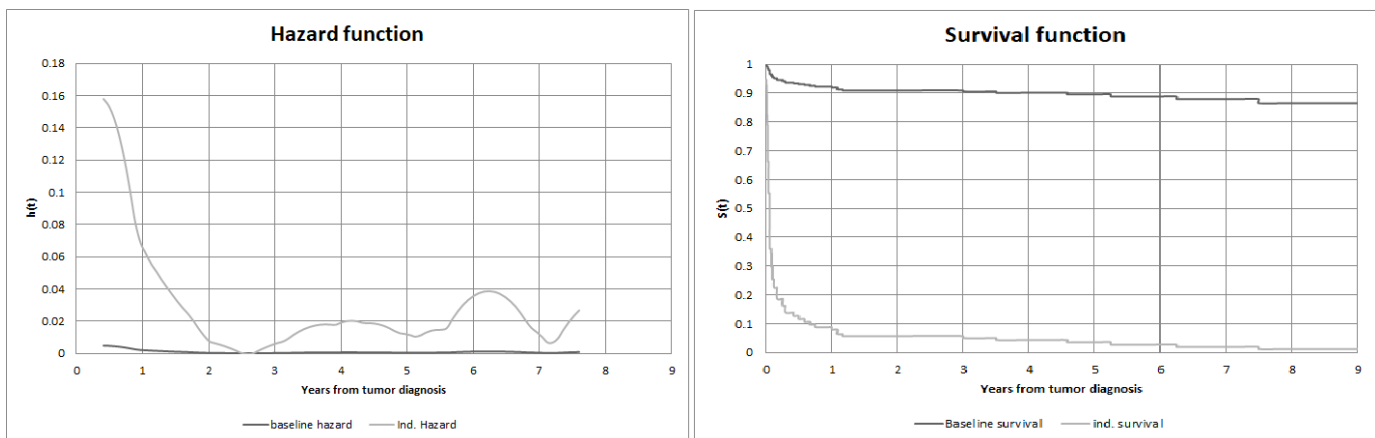 Hazard function
0.18
0.16
0.14
0.12
0.1
0.08
0.06
0.04
0.02
0
h(t)
0 1 2 3 4 5 6 7 8 9
Years from tumor diagnosis
baseline hazard Ind. Hazard
Survival function
1
0.9
0.8
0.7
0.6
0.5
0.4
0.3
0.2
0.1
0
S(t)
0 1 2 3 4 5 6 7 8 9
Years from tumor diagnosis
Baseline survival ind. survival